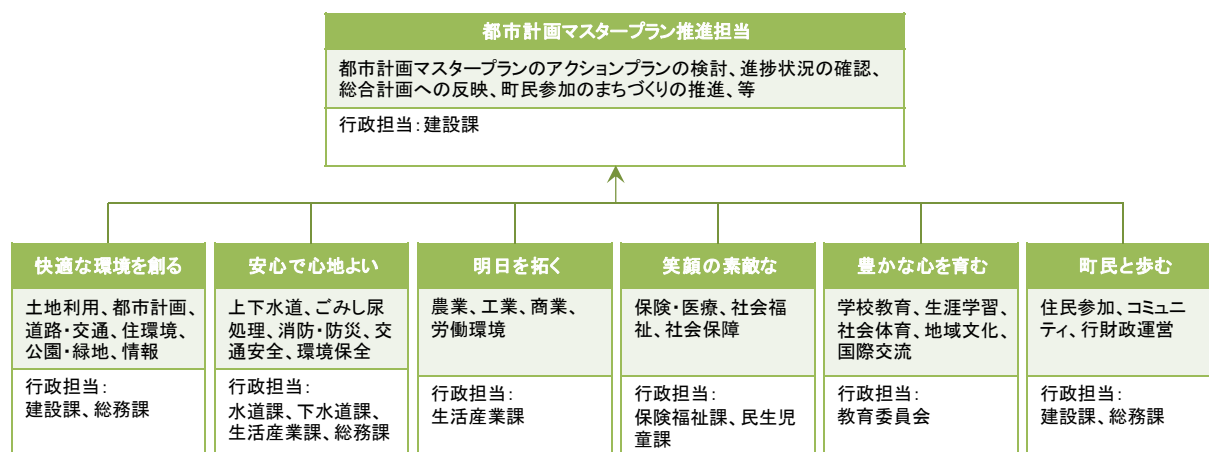 都市計画マスタープラン推進担当
都市計画マスタープランのアクションプランの検討、進捗状況の確認、
総合計画への反映、町民参加のまちづくりの推進、等
行政担当:建設課
快適な環境を創る
土地利用、都市計画、
道路・交通、住環境、
公園・緑地、情報
行政担当:
建設課、総務課
安心で心地よい
上下水道、ごみし尿
処理、消防・防災、交
通安全、環境保全
行政担当:
水道課、下水道課、
生活産業課、総務課
明日を拓く
農業、工業、商業、
労働環境
行政担当:
生活産業課
笑顔の素敵な
保険・医療、社会福
祉、社会保障
行政担当:
保険福祉課、民生児
童課
豊かな心を育む
学校教育、生涯学習、
社会体育、地域文化、
国際交流
行政担当:
教育委員会
町民と歩む
住民参加、コミュニ
ティ、行財政運営
行政担当:
建設課、総務課